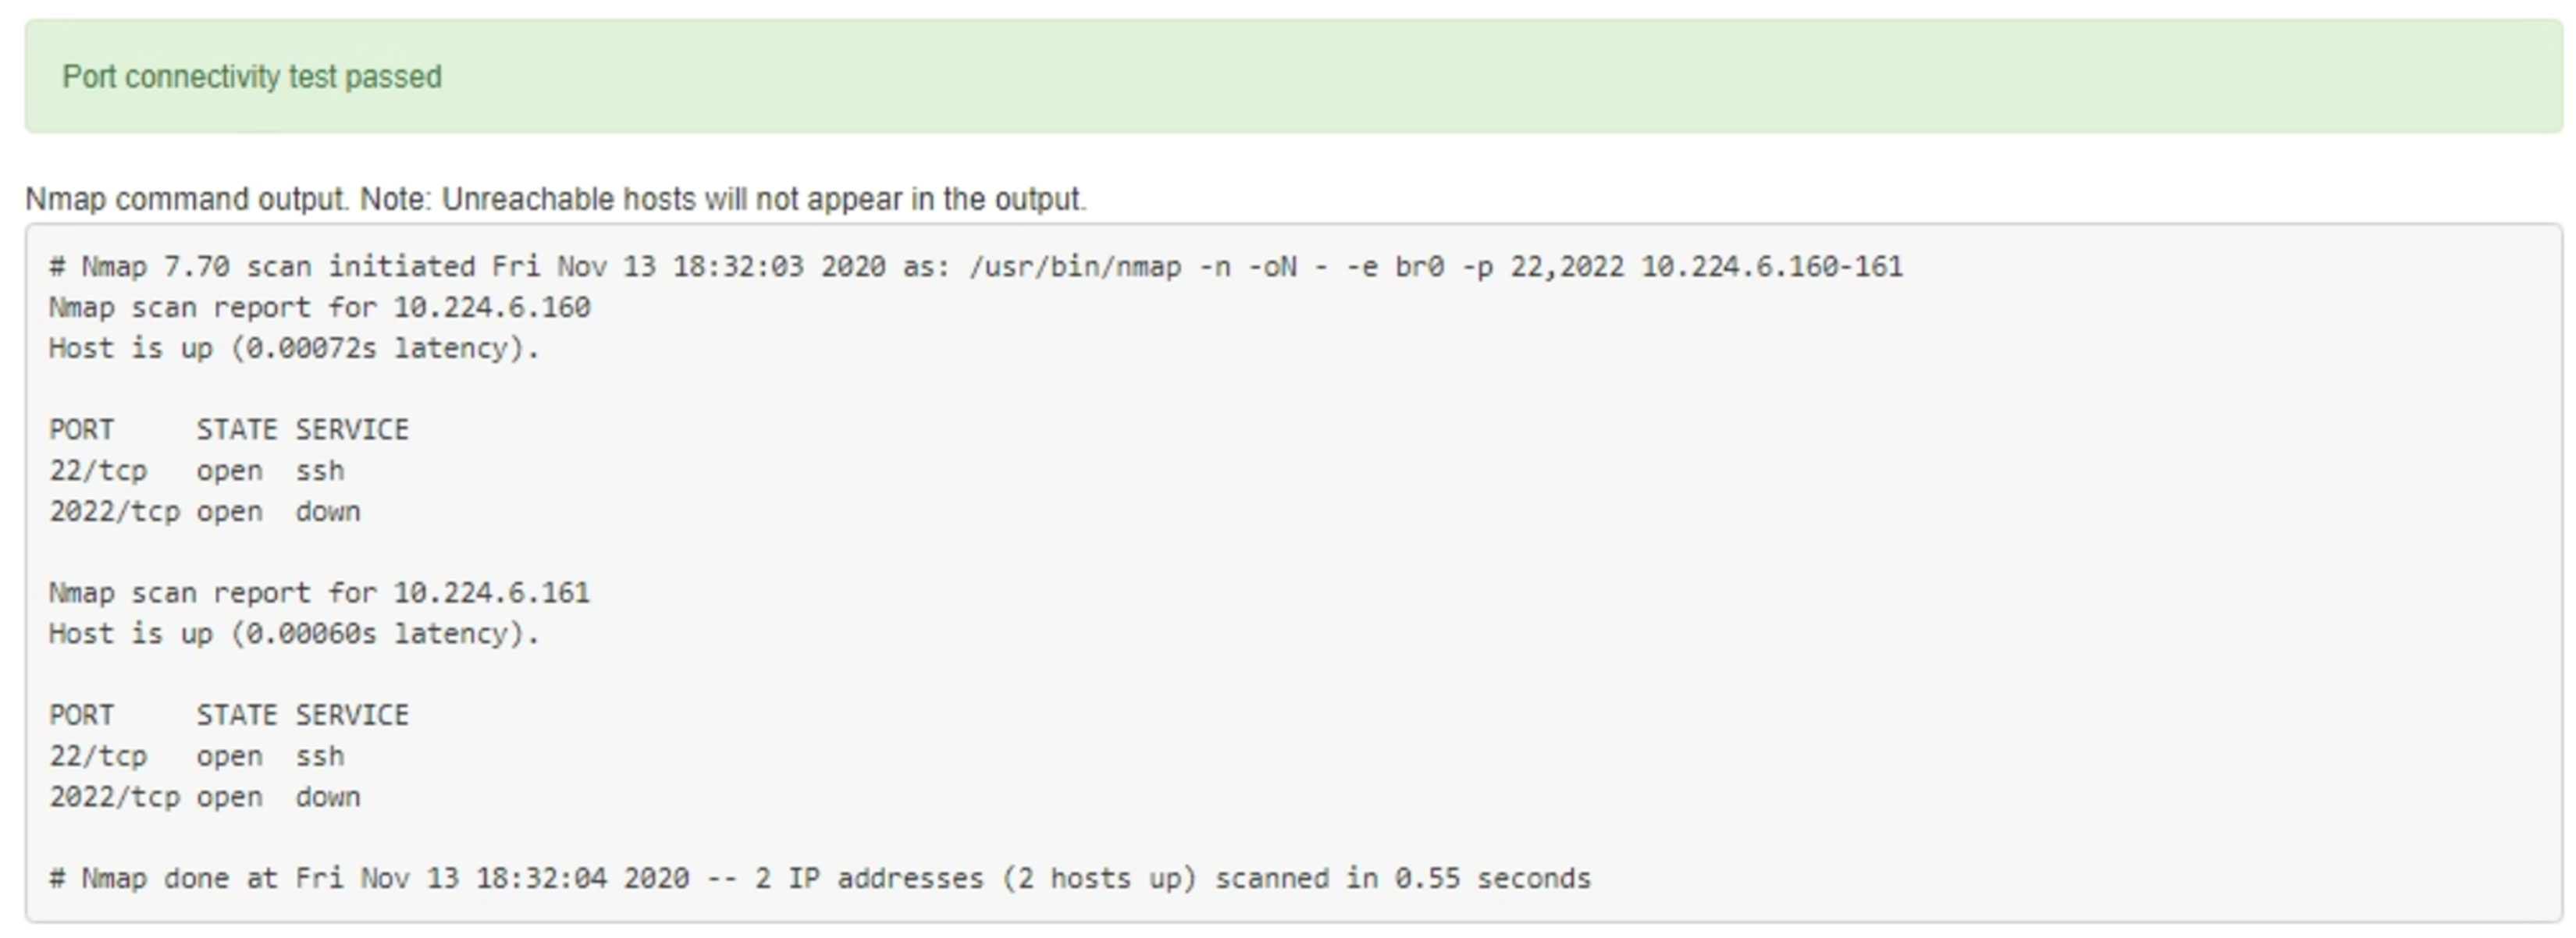 Port connectivity test passed
Nmap command output. Note: Unreachable hosts will not appear in the output.
# Nmap 7.70 scan initiated Fri Nov 13 18:32:03 2020 as: /usr/bin/nmap -n -oN - -e br0 -p 22,2022 10.224.6.160-161
Nmap scan report for 10.224.6.160
Host is up (0.00072s latency).
PORT     STATE SERVICE
22/tcp   open  ssh
2022/tcp open  down
Nmap scan report for 10.224.6.161
Host is up (0.00060s latency).
PORT     STATE SERVICE
22/tcp   open  ssh
2022/tcp open  down
# Nmap done at Fri Nov 13 18:32:04 2020 -- 2 IP addresses (2 hosts up) scanned in 0.55 seconds